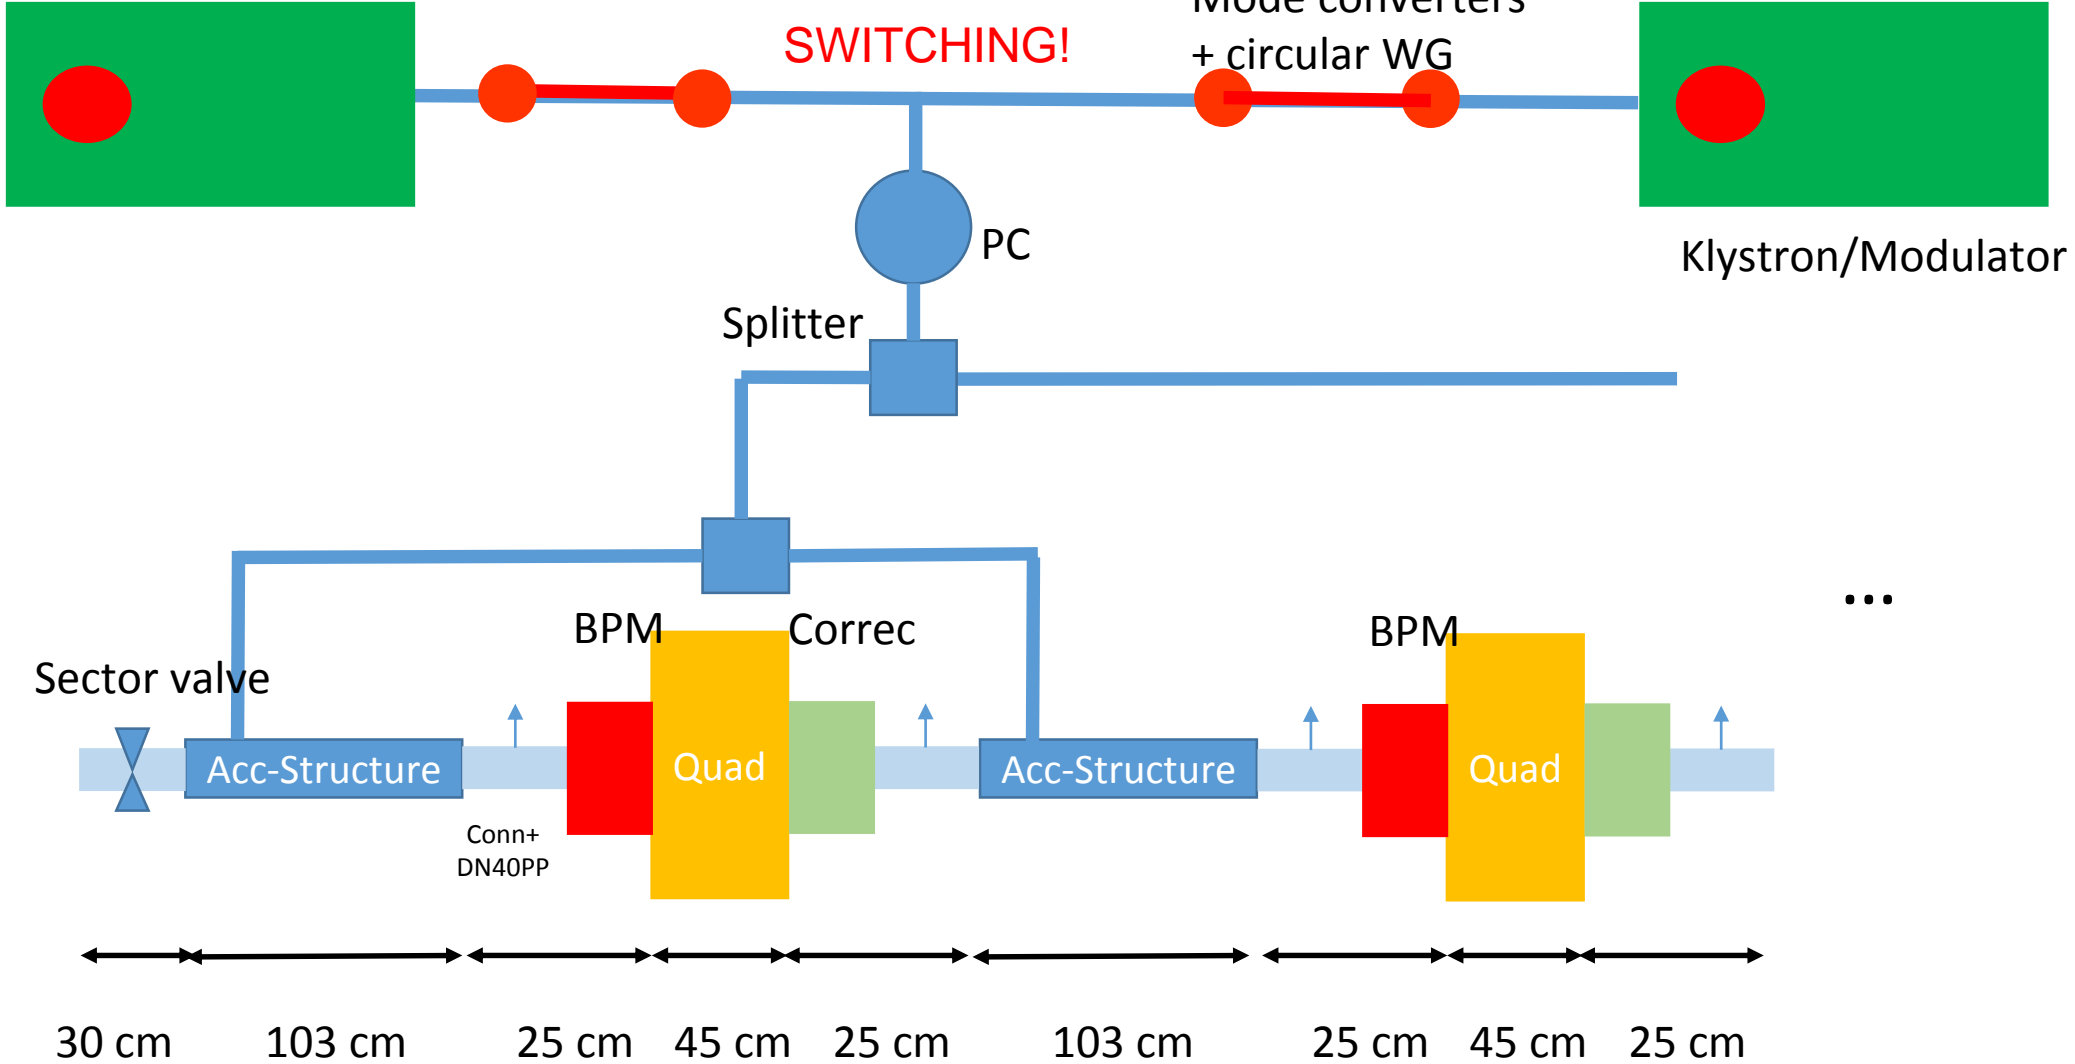 Mode converters
+ circular WG
SWITCHING!
PC
Klystron/Modulator
Splitter
BPM
Correc
BPM
...
Sector valve
Acc-Structure
Quad
Acc-Structure
Quad
Conn+
DN40PP
30 cm
103 cm
25 cm
45 cm
25 cm
103 cm
25 cm
45 cm
25 cm